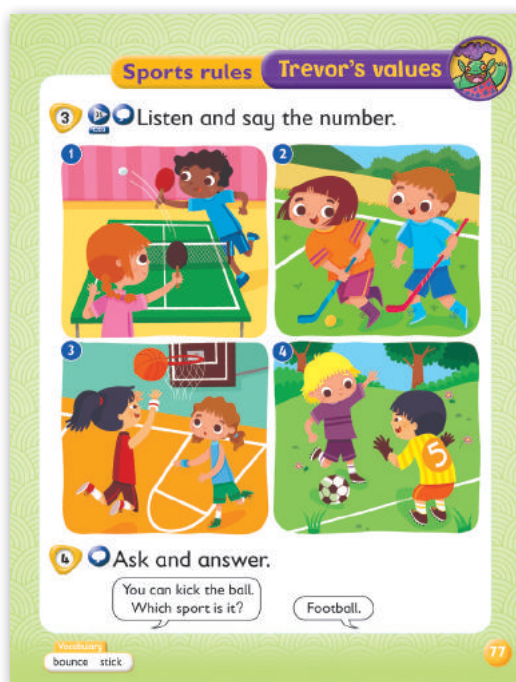 Sports rules
Trevor's values
3
Listen and say the number.
1
2
3
4
5
4
Ask and answer.
You can kick the ball.
Which sport is it?
Football.
Vocabulary
bounce stick
77